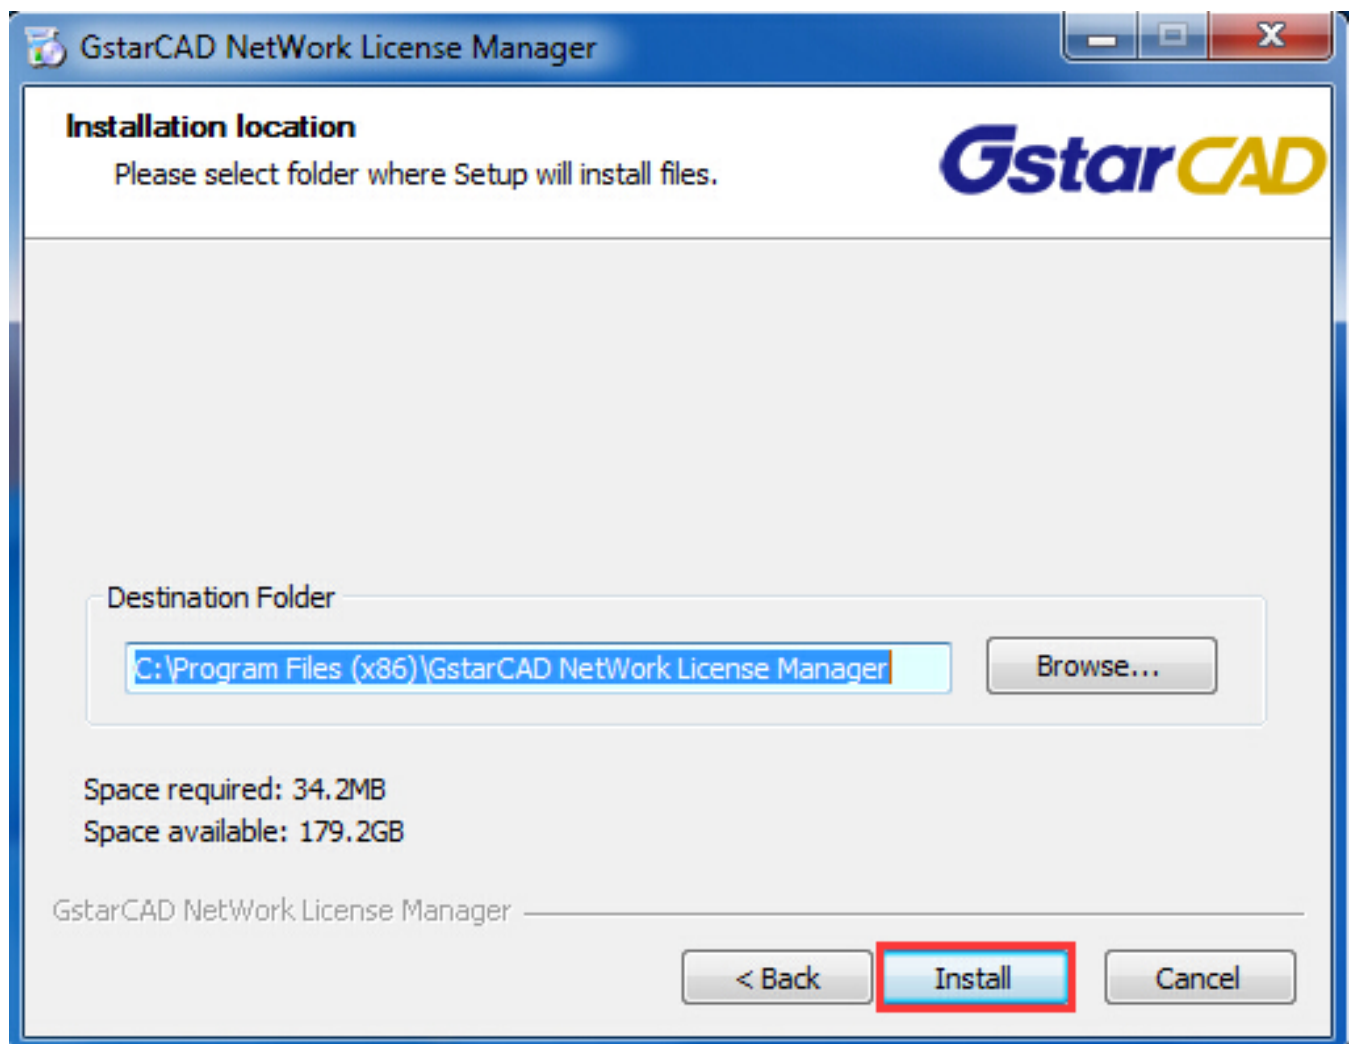 GstarCAD NetWork License Manager
Installation location
Please select folder where Setup will install files.
GstarCAD
Destination Folder
C:\Program Files (x86)\GstarCAD NetWork License Manager
Browse...
Space required: 34.2MB
Space available: 179.2GB
GstarCAD NetWork License Manager
< Back
Install
Cancel